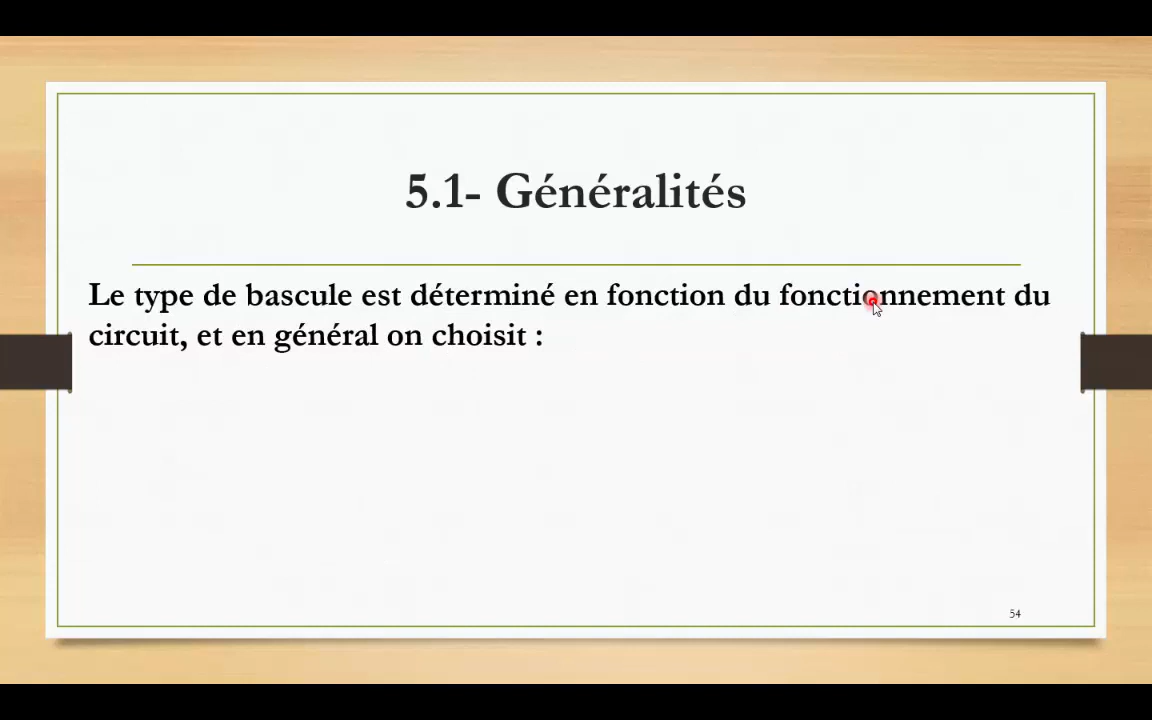 5.1- Généralités
Le type de bascule est déterminé en fonction du fonctionnement du
circuit, et en général on choisit :
54